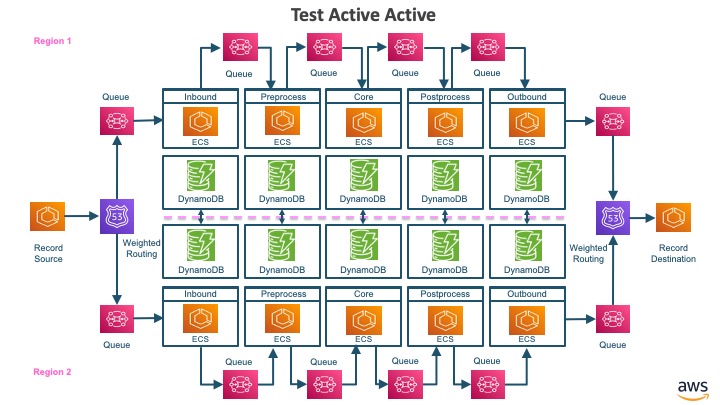 Test Active Active
Region 1
Queue
Queue
Queue
Queue
Queue
Queue
Inbound
Preprocess
Core
Postprocess
Outbound
ECS
ECS
ECS
ECS
ECS
DynamoDB
DynamoDB
DynamoDB
DynamoDB
DynamoDB
53
53
Record
Source
Weighted
Routing
Weighted
Routing
Record
Destination
DynamoDB
DynamoDB
DynamoDB
DynamoDB
DynamoDB
Inbound
Preprocess
Core
Postprocess
Outbound
ECS
ECS
ECS
ECS
ECS
Queue
Queue
Queue
Queue
Queue
Queue
Region 2
aws